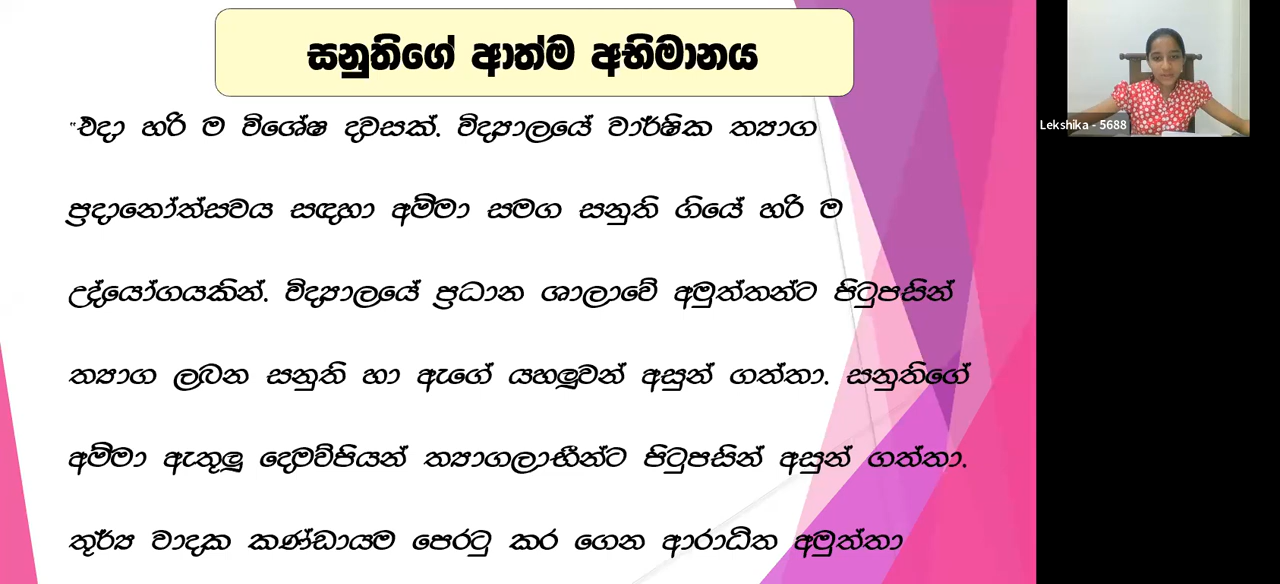 සනුතිගේ ආත්ම අභිමානය
"එදා හරි ම විශේෂ දවසක්. විද්‍යාලයේ වාර්ෂික ත්‍යාග
ප්‍රදානෝත්සවය සඳහා අම්මා සමග සනුති ගියේ හරි ම
උද්යෝගයකින්. විද්‍යාලයේ ප්‍රධාන ශාලාවේ අමුත්තන්ට පිටුපසින්
ත්‍යාග ලබන සනුති හා ඇගේ යහළුවන් අසුන් ගත්තා. සනුතිගේ
අම්මා ඇතුලූ දෙමව්පියන් ත්‍යාගලාභීන්ට පිටුපසින් අසුන් ගත්තා.
තූර්ය වාදක කණ්ඩායම පෙරටු කර ගෙන ආරාධිත අමුත්තා
Lekshika - 5688